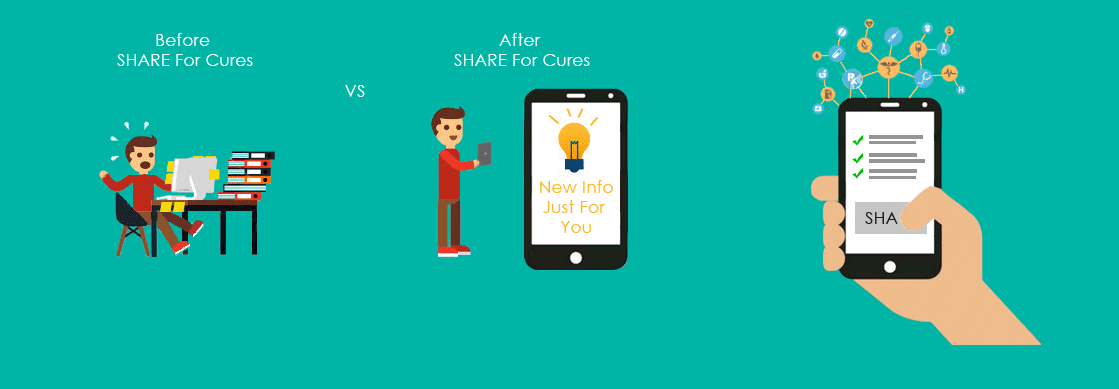 Before
SHARE For Cures
VS
After
SHARE For Cures
New Info
Just For
You
SHA